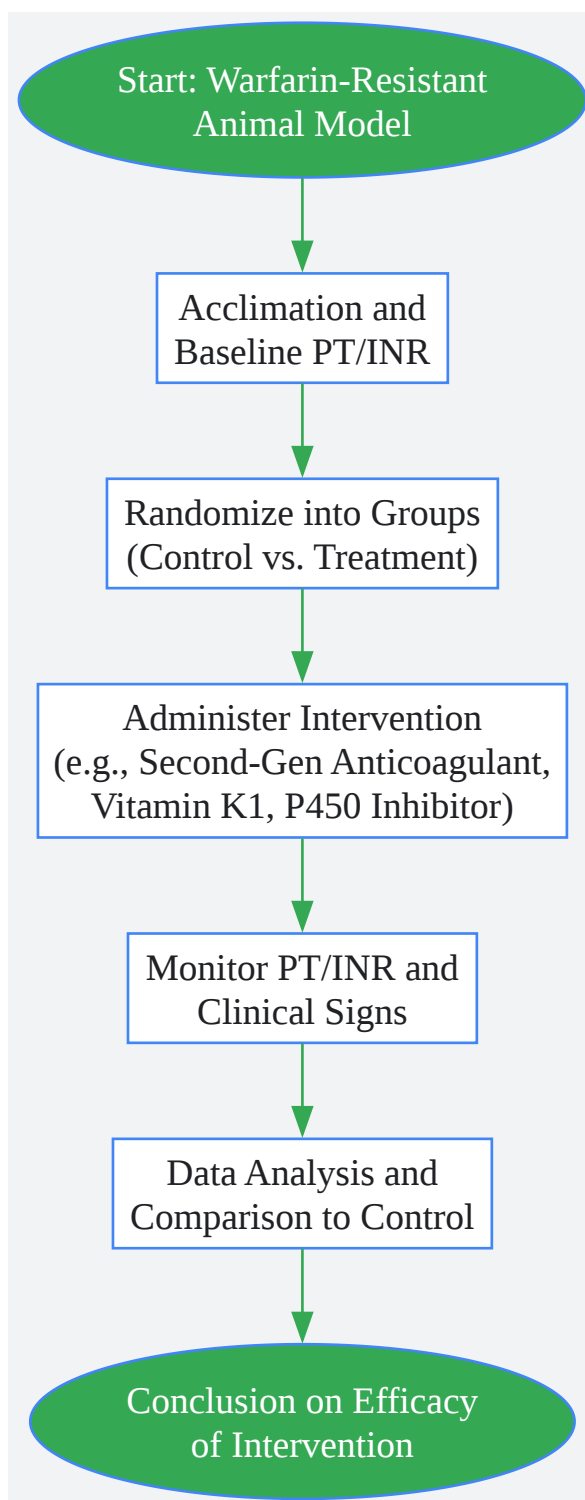 Start: Warfarin-Resistant
Animal Model
Acclimation and
Baseline PT/INR
Randomize into Groups
(Control vs. Treatment)
Administer Intervention
(e.g., Second-Gen Anticoagulant,
Vitamin K1, P450 Inhibitor)
Monitor PT/INR and
Clinical Signs
Data Analysis and
Comparison to Control
Conclusion on Efficacy
of Intervention